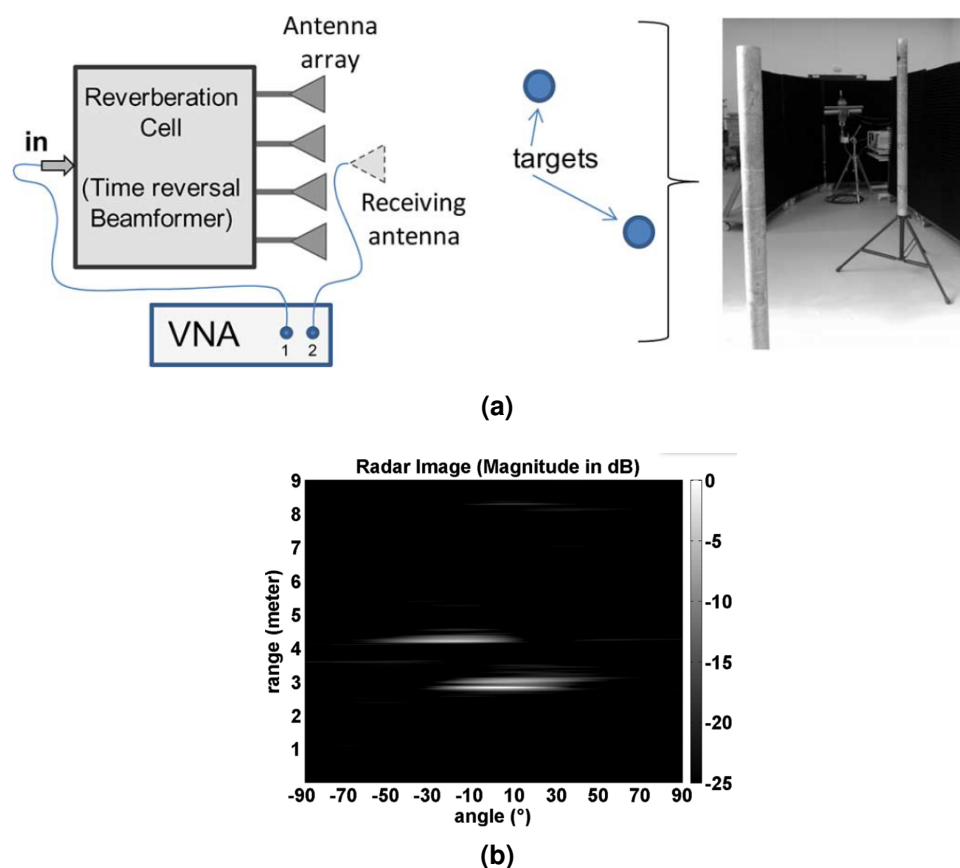 Antenna
array
Reverberation
Cell
(Time reversal
Beamformer)
in
targets
Receiving
antenna
VNA
1 2
(a)
Radar Image (Magnitude in dB)
9
8
7
6
5
4
3
2
1
range (meter)
-90 -70 -50 -30 -10 10 30 50 70 90
angle (°)
0
-5
-10
-15
-20
-25
(b)